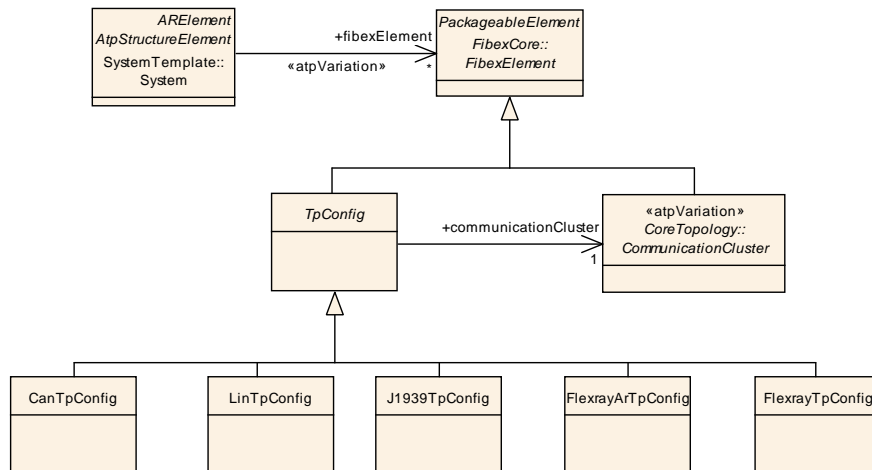 ARElement
AtpStructureElement
SystemTemplate::
System
+fibexElement
«atpVariation»
*
PackageableElement
FibexCore::
FibexElement
TpConfig
+communicationCluster
1
«atpVariation»
CoreTopology::
CommunicationCluster
CanTpConfig
LinTpConfig
J1939TpConfig
FlexrayArTpConfig
FlexrayTpConfig